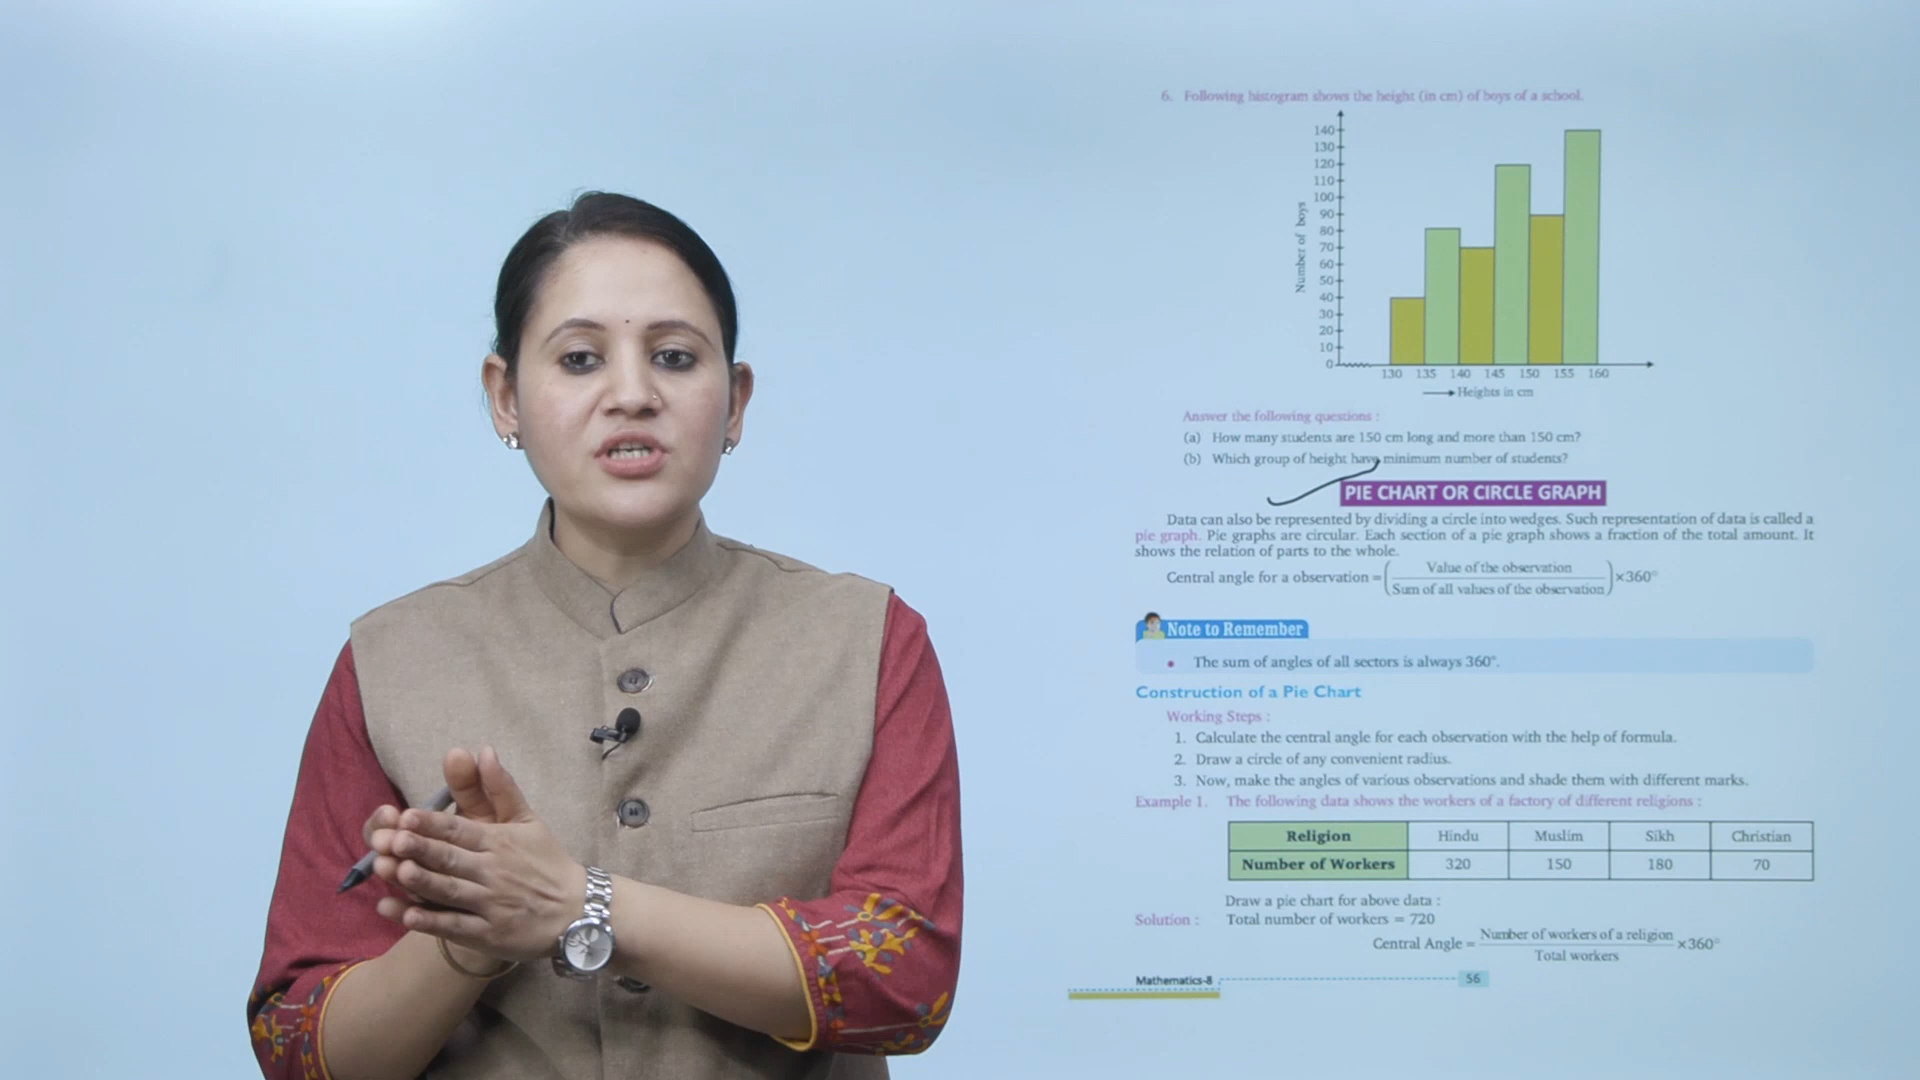 6. Following histogram shows the height (in cm) of boys of a school.
140
130
120
110
100
90
80
70
60
50
40
30
20
10
0
Number of boys
130 135 140 145 150 155 160
Heights in cm
Answer the following questions :
(a) How many students are 150 cm long and more than 150 cm?
(b) Which group of height have minimum number of students?
PIE CHART OR CIRCLE GRAPH
Data can also be represented by dividing a circle into wedges. Such representation of data is called a
pie graph. Pie graphs are circular. Each section of a pie graph shows a fraction of the total amount. It
shows the relation of parts to the whole.
Central angle for a observation = (Value of the observation / Sum of all values of the observation) ×360°
Note to Remember
• The sum of angles of all sectors is always 360°.
Construction of a Pie Chart
Working Steps :
1. Calculate the central angle for each observation with the help of formula.
2. Draw a circle of any convenient radius.
3. Now, make the angles of various observations and shade them with different marks.
Example 1. The following data shows the workers of a factory of different religions :
Religion Hindu Muslim Sikh Christian
Number of Workers 320 150 180 70
Draw a pie chart for above data :
Solution : Total number of workers = 720
Central Angle = Number of workers of a religion / Total workers ×360°
Mathematics-8 56